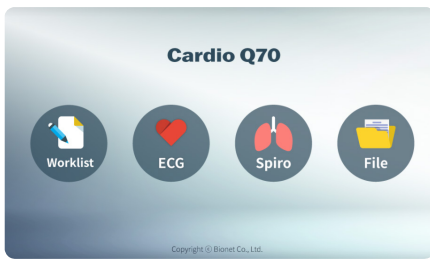 Cardio Q70
Worklist
ECG
Spiro
File
Copyright ⓒ Bionet Co., Ltd.